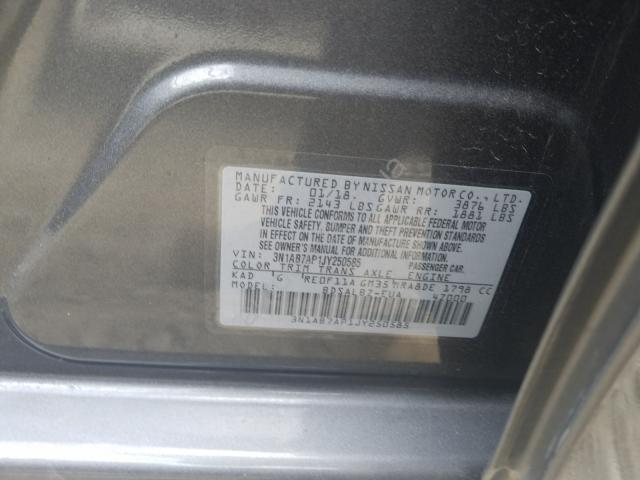 MANUFACTURED BY NISSAN MOTOR CO., LTD.
DATE: 01/18. GVWR: 3876 LBS
GAWR FR: 2143 LBS GAWR RR: 1881 LBS
THIS VEHICLE CONFORMS TO ALL APPLICABLE FEDERAL MOTOR
VEHICLE SAFETY, BUMPER AND THEFT PREVENTION STANDARDS
IN EFFECT ON THE DATE OF MANUFACTURE SHOWN ABOVE.
SEE OWNER'S MANUAL FOR ADDITIONAL INFORMATION
VIN: 3N1AB7AP1JY250585 PASSENGER CAR.
COLOR TRIM TRANS AXLE ENGINE
KAD 'G 'RE0F11A GM35 MRA8DE 1798 CC
MODEL: BDSALBZ-EUA 47000
3N1AB7AP1JY250585